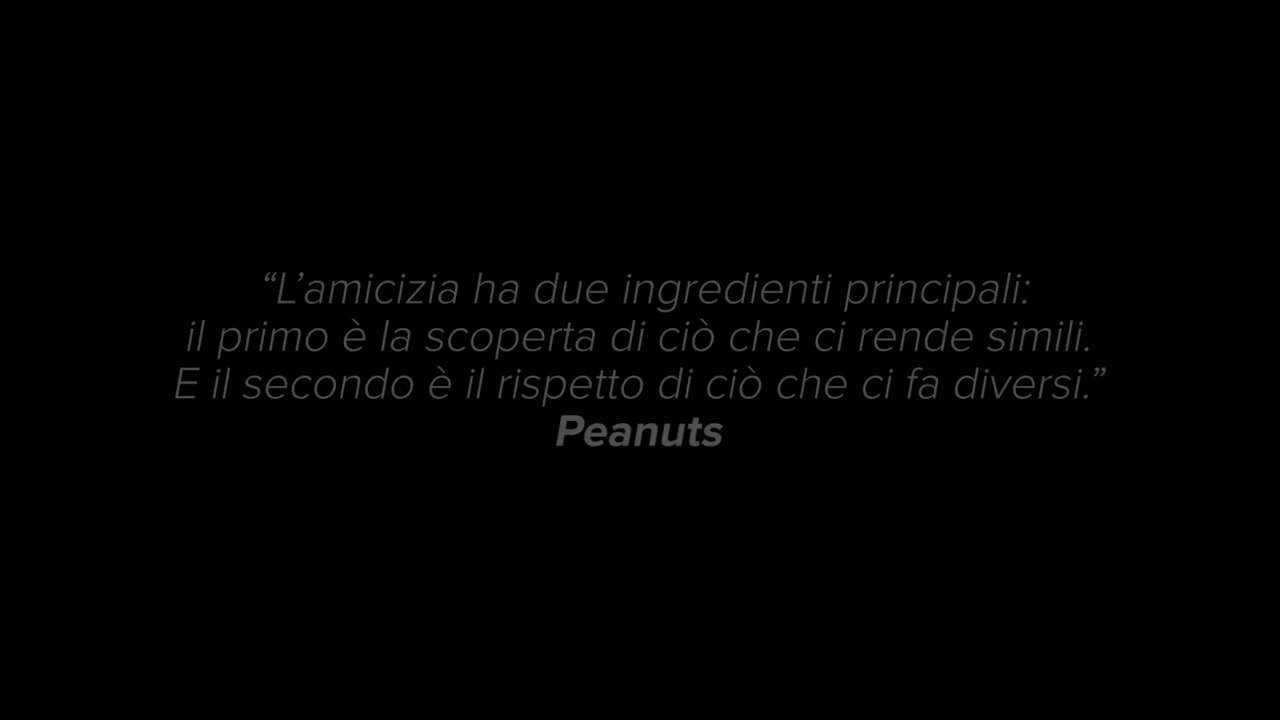 “L’amicizia ha due ingredienti principali:
il primo è la scoperta di ciò che ci rende simili.
E il secondo è il rispetto di ciò che ci fa diversi.”
Peanuts